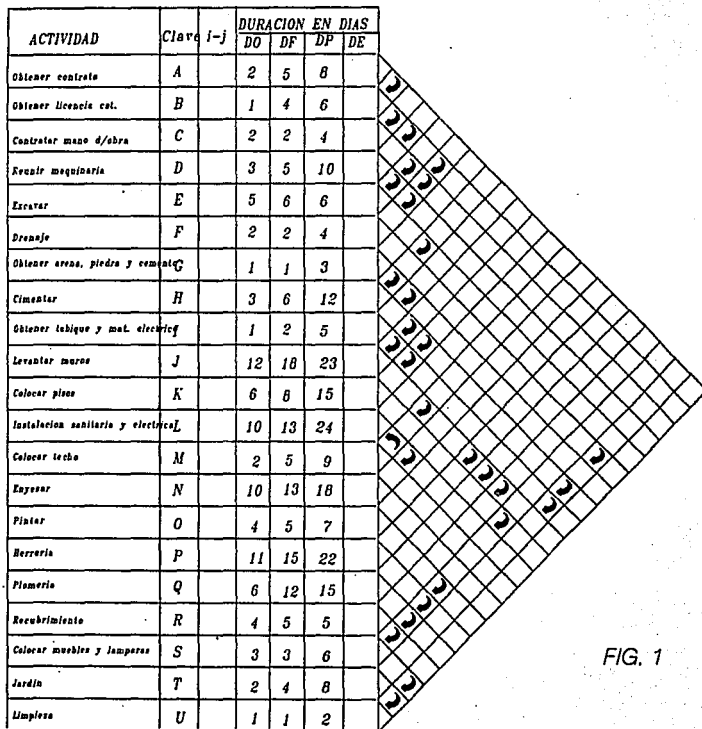 ACTIVIDAD Clave i-j DURACION EN DIAS
DO DF DP DE
Obtener contrato A 2 5 8
Obtener licencia est. B 1 4 6
Contratar mano d/obra C 2 2 4
Reunir maquinaria D 3 5 10
Excavar E 5 6 6
Drenaje F 2 2 4
Obtener arena, piedra y cemento G 1 1 3
Cimentar H 3 6 12
Obtener tabique y mat. electrico I 1 2 5
Levantar muros J 12 18 23
Colocar pisos K 6 8 15
Instalacion sanitaria y electrica L 10 13 24
Colocar techo M 2 5 9
Enyesar N 10 13 18
Pintar O 4 5 7
Herreria P 11 15 22
Plomeria Q 6 12 15
Recubrimiento R 4 5 5
Colocar muebles y lamparas S 3 3 6
Jardin T 2 4 8
Limpieza U 1 1 2
FIG. 1